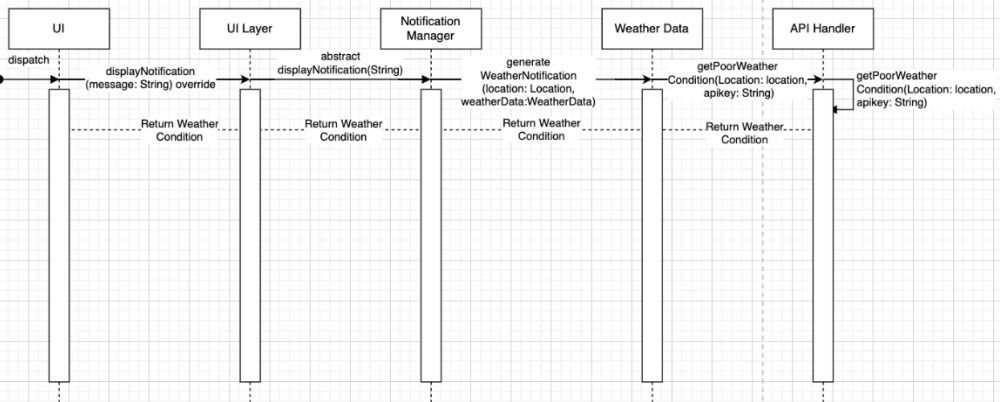 UI
UI Layer
Notification
Manager
Weather Data
API Handler
dispatch
displayNotification
(message: String) override
abstract
displayNotification(String)
generate
WeatherNotification
(location: Location,
weatherData:WeatherData)
getPoorWeather
Condition(Location: location,
apikey: String)
getPoorWeather
Condition(Location: location,
apikey: String)
Return Weather
Condition
Return Weather
Condition
Return Weather
Condition
Return Weather
Condition